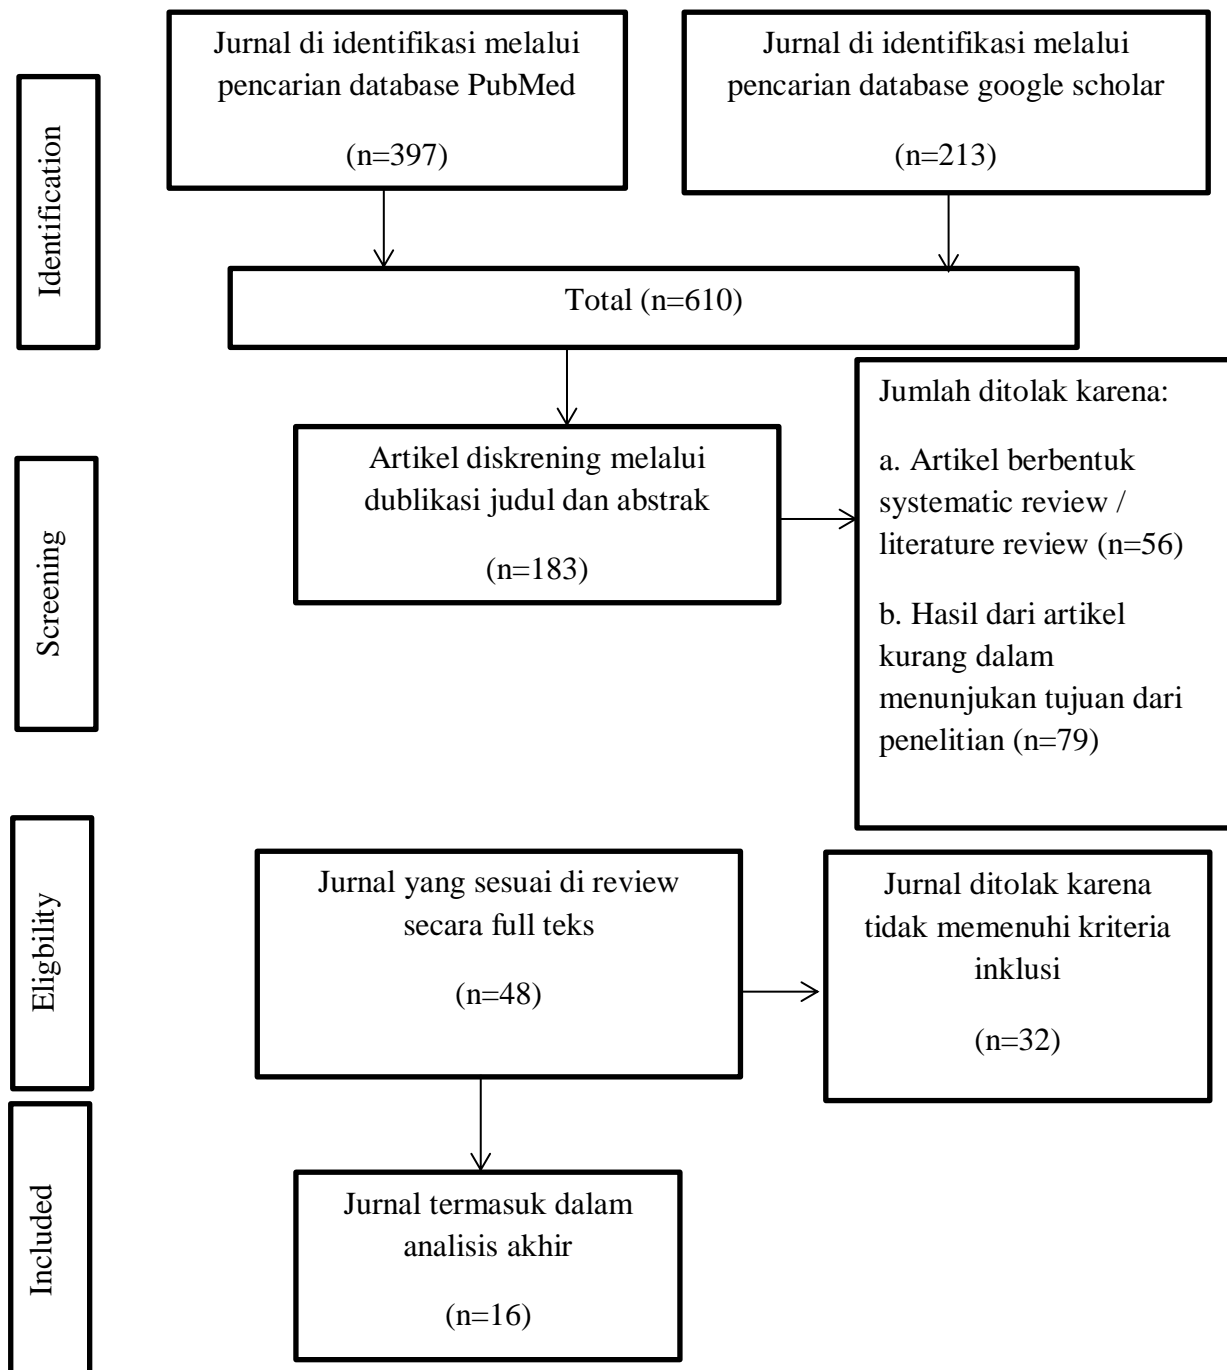 Jurnal di identifikasi melalui
pencarian database PubMed
(n=397)
Jurnal di identifikasi melalui
pencarian database google scholar
(n=213)
Identification
Total (n=610)
Artikel diskrening melalui
dublikasi judul dan abstrak
(n=183)
Jumlah ditolak karena:
a. Artikel berbentuk
systematic review /
literature review (n=56)
b. Hasil dari artikel
kurang dalam
menunjukan tujuan dari
penelitian (n=79)
Screening
Jurnal yang sesuai di review
secara full teks
(n=48)
Jurnal ditolak karena
tidak memenuhi kriteria
inklusi
(n=32)
Eligbility
Jurnal termasuk dalam
analisis akhir
(n=16)
Included